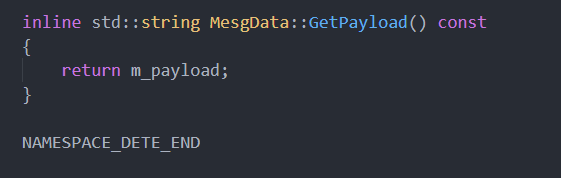 inline std::string MesgData::GetPayload() const
{
    return m_payload;
}
NAMESPACE_DETE_END